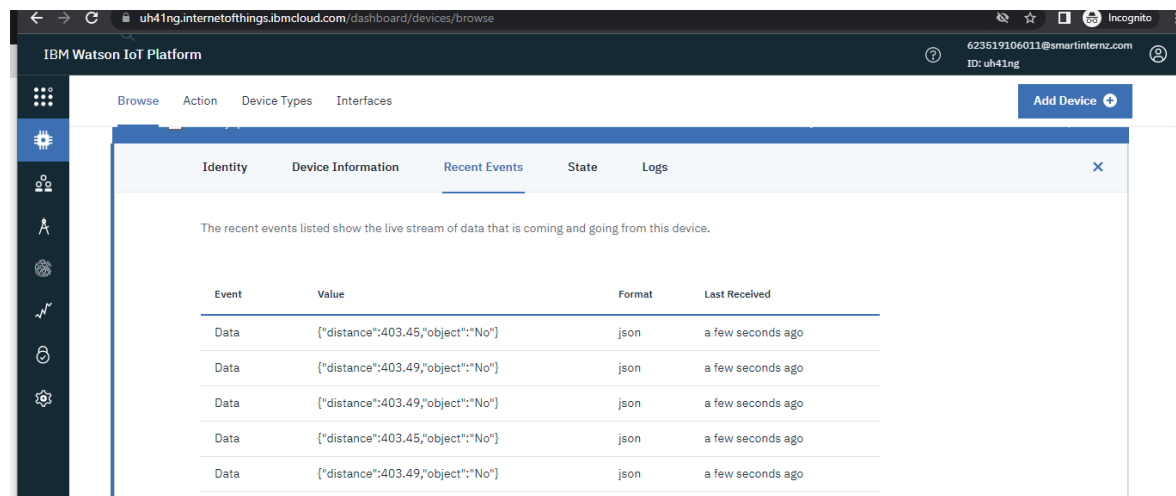 uh41ng.internetofthings.ibmcloud.com/dashboard/devices/browse Incognito
IBM Watson IoT Platform
623519106011@smartinternz.com
ID: uh41ng
Browse Action Device Types Interfaces Add Device
Identity Device Information Recent Events State Logs
The recent events listed show the live stream of data that is coming and going from this device.
Event Value Format Last Received
Data {"distance":403.45,"object":"No"} json a few seconds ago
Data {"distance":403.49,"object":"No"} json a few seconds ago
Data {"distance":403.49,"object":"No"} json a few seconds ago
Data {"distance":403.45,"object":"No"} json a few seconds ago
Data {"distance":403.49,"object":"No"} json a few seconds ago